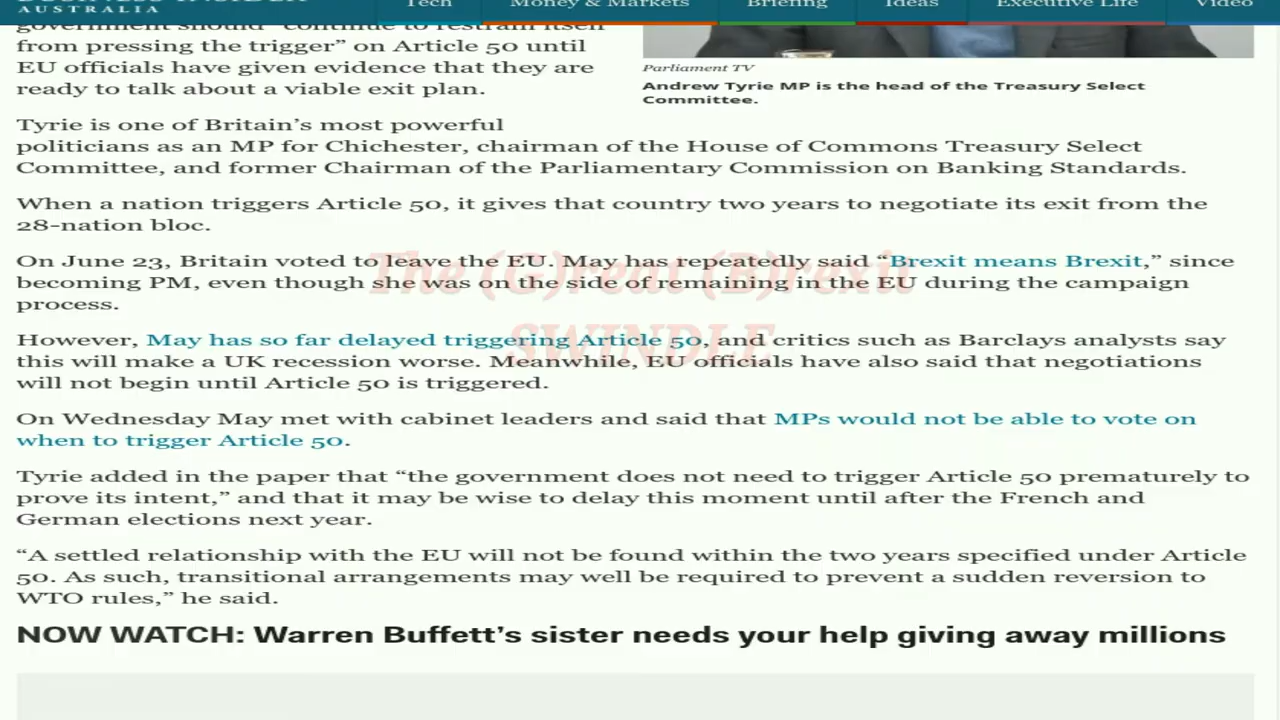 AUSTRALIA
Tech
Money & Markets
Briefing
Ideas
Executive Life
Video
government should “continue to restrain itself
from pressing the trigger” on Article 50 until
EU officials have given evidence that they are
ready to talk about a viable exit plan.
Parliament TV
Andrew Tyrie MP is the head of the Treasury Select
Committee.
Tyrie is one of Britain’s most powerful
politicians as an MP for Chichester, chairman of the House of Commons Treasury Select
Committee, and former Chairman of the Parliamentary Commission on Banking Standards.
When a nation triggers Article 50, it gives that country two years to negotiate its exit from the
28-nation bloc.
On June 23, Britain voted to leave the EU. May has repeatedly said “Brexit means Brexit,” since
becoming PM, even though she was on the side of remaining in the EU during the campaign
process.
The (G)reat (B)rexit
SWINDLE
However, May has so far delayed triggering Article 50, and critics such as Barclays analysts say
this will make a UK recession worse. Meanwhile, EU officials have also said that negotiations
will not begin until Article 50 is triggered.
On Wednesday May met with cabinet leaders and said that MPs would not be able to vote on
when to trigger Article 50.
Tyrie added in the paper that “the government does not need to trigger Article 50 prematurely to
prove its intent,” and that it may be wise to delay this moment until after the French and
German elections next year.
“A settled relationship with the EU will not be found within the two years specified under Article
50. As such, transitional arrangements may well be required to prevent a sudden reversion to
WTO rules,” he said.
NOW WATCH: Warren Buffett’s sister needs your help giving away millions